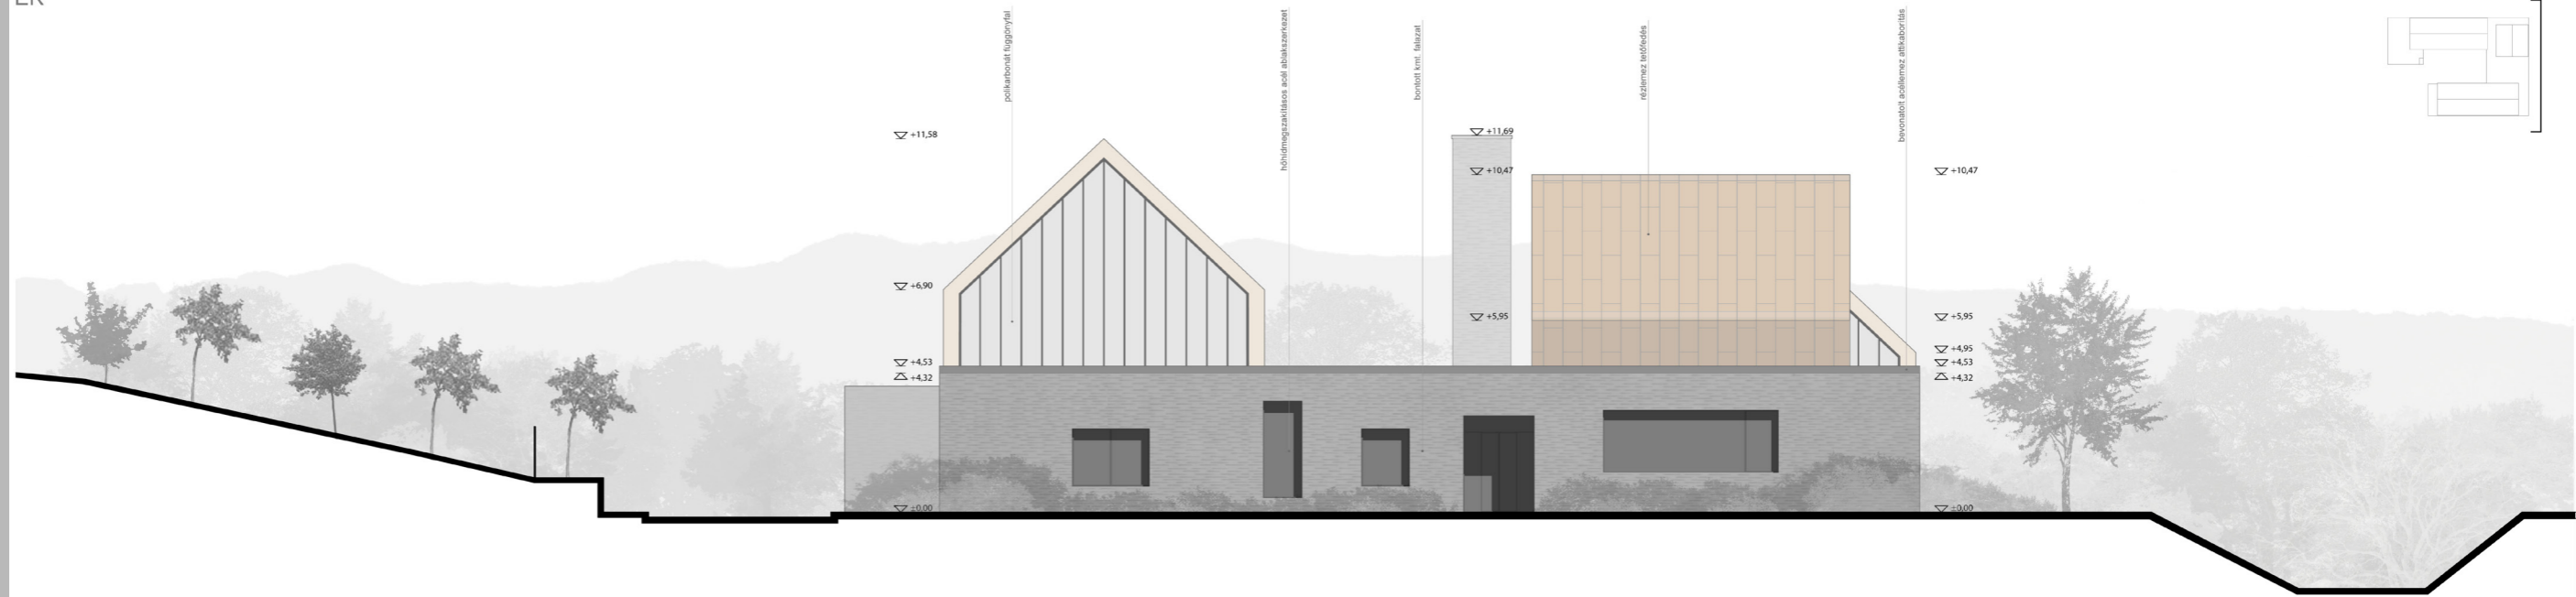 polikarbonát függönyfal
hőhídmegszakításos acél ablakszerkezet
bontott kmt. falazat
rézlemez tetőfedés
bevonatolt acéllemez attikaborítás
+11,58
+6,90
+4,53
+4,32
±0,00
+11,69
+10,47
+5,95
+10,47
+5,95
+4,95
+4,53
+4,32
±0,00